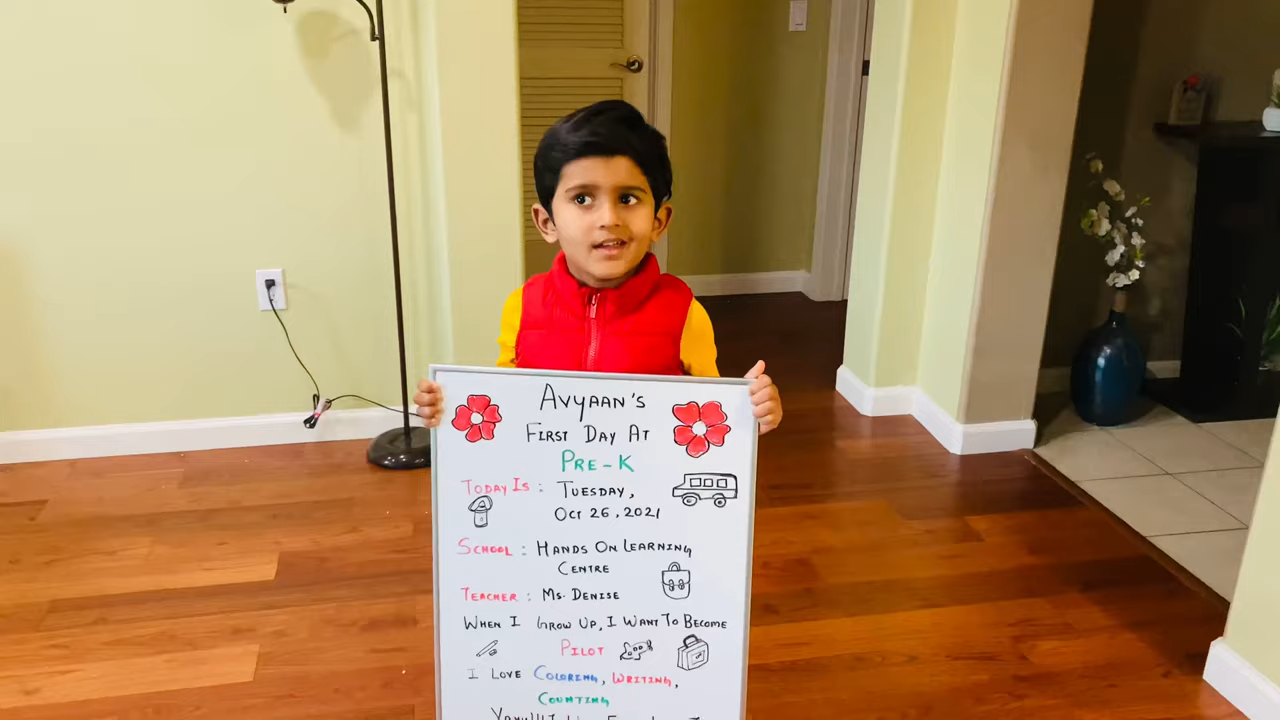 AVYAAN'S
FIRST DAY AT
PRE-K
TODAY IS : TUESDAY,
OCT 26, 2021
SCHOOL : HANDS ON LEARNING
CENTRE
TEACHER : MS. DENISE
WHEN I GROW UP, I WANT TO BECOME
PILOT
I LOVE COLORING, WRITING,
COUNTING